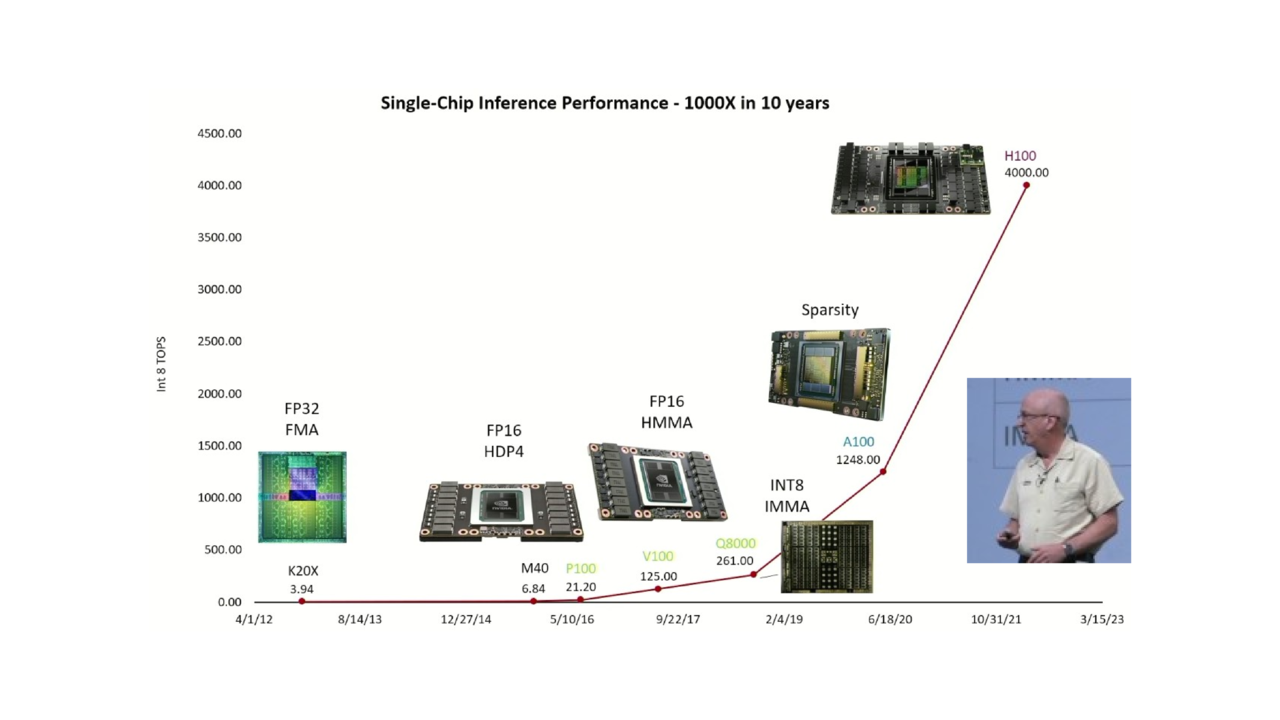 Single-Chip Inference Performance - 1000X in 10 years
4500.00
4000.00
3500.00
3000.00
2500.00
2000.00
1500.00
1000.00
500.00
0.00
Int 8 TOPS
4/1/12
8/14/13
12/27/14
5/10/16
9/22/17
2/4/19
6/18/20
10/31/21
3/15/23
FP32
FMA
K20X
3.94
FP16
HDP4
M40
6.84
P100
21.20
FP16
HMMA
V100
125.00
Q8000
261.00
INT8
IMMA
Sparsity
A100
1248.00
H100
4000.00